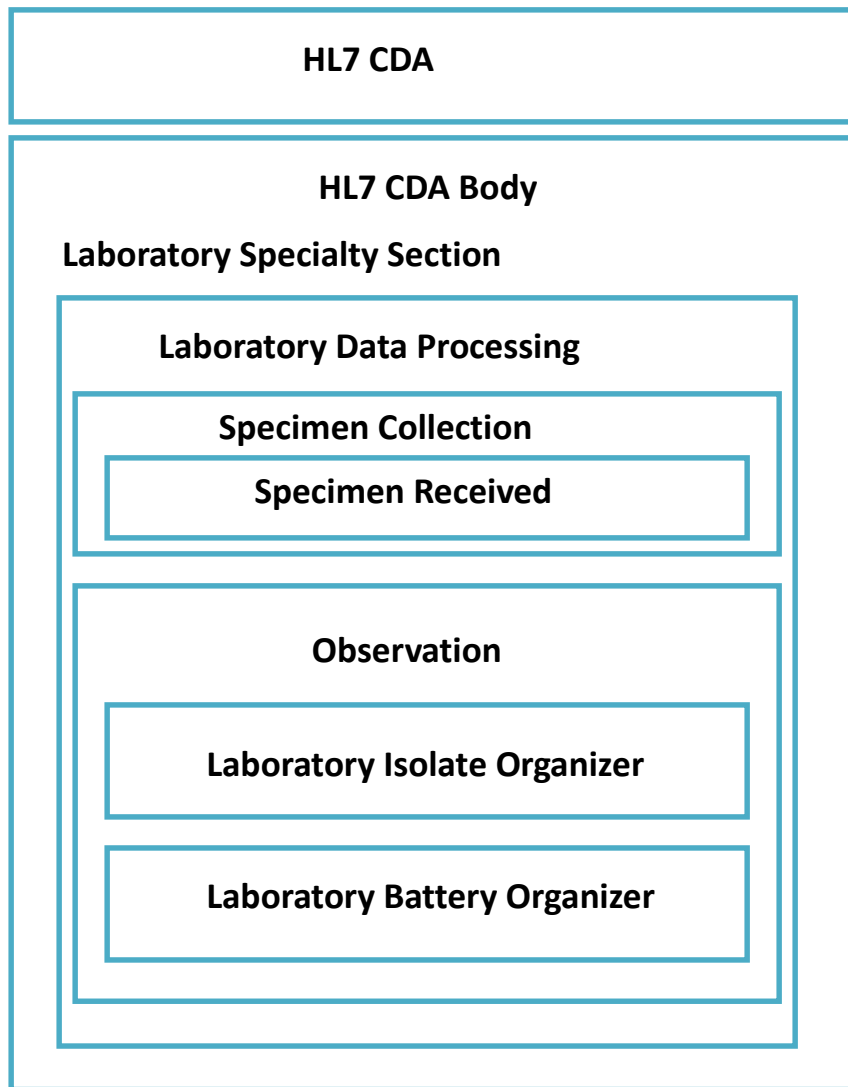 HL7 CDA
HL7 CDA Body
Laboratory Specialty Section
Laboratory Data Processing
Specimen Collection
Specimen Received
Observation
Laboratory Isolate Organizer
Laboratory Battery Organizer